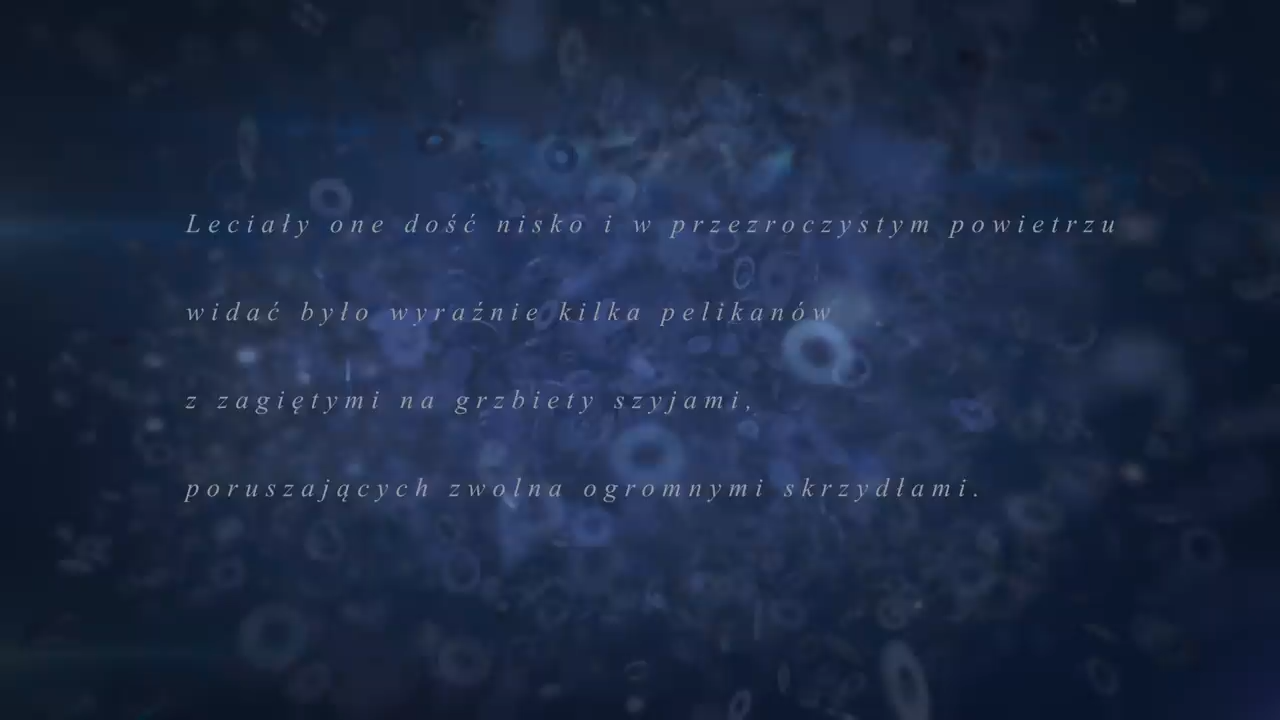 Leciały one dość nisko i w przezroczystym powietrzu
widać było wyraźnie kilka pelikanów
z zagiętymi na grzbiety szyjami,
poruszających zwolna ogromnymi skrzydłami.